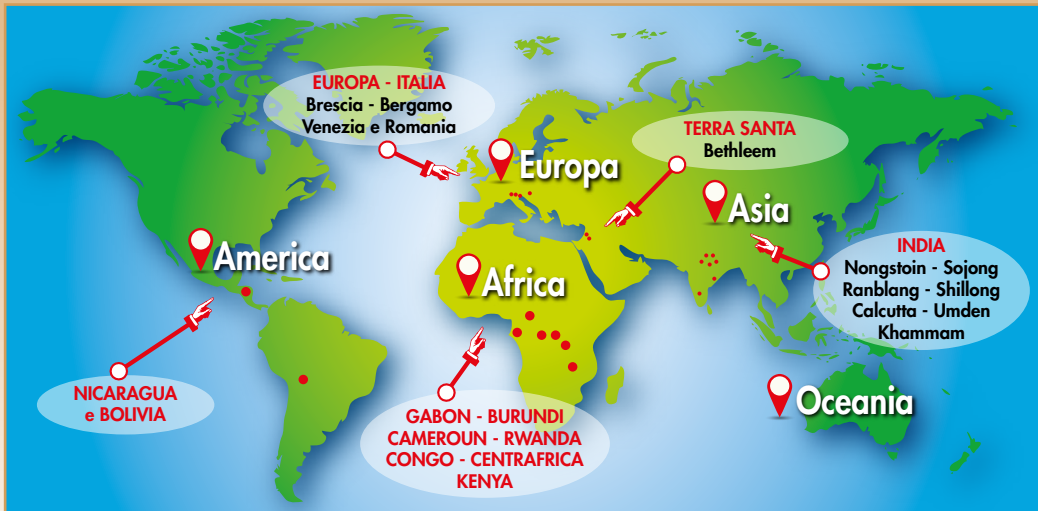 EUROPA - ITALIA
Brescia - Bergamo
Venezia e Romania
TERRA SANTA
Bethleem
Europa
Asia
America
Africa
INDIA
Nongstoin - Sojong
Ranblang - Shillong
Calcutta - Umden
Khammam
NICARAGUA
e BOLIVIA
GABON - BURUNDI
CAMEROUN - RWANDA
CONGO - CENTRAFRICA
KENYA
Oceania